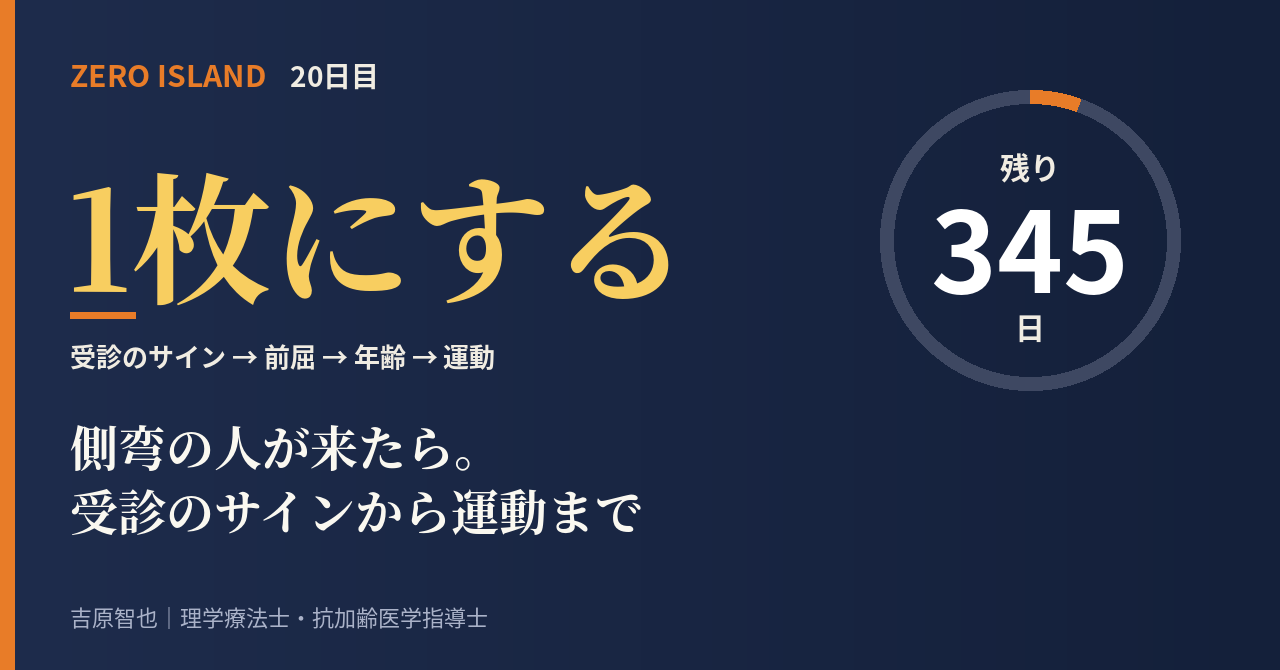 ZERO ISLAND 20日目
1枚にする
受診のサイン → 前屈 → 年齢 → 運動
側弯の人が来たら。
受診のサインから運動まで
吉原智也｜理学療法士・抗加齢医学指導士
残り
345
日